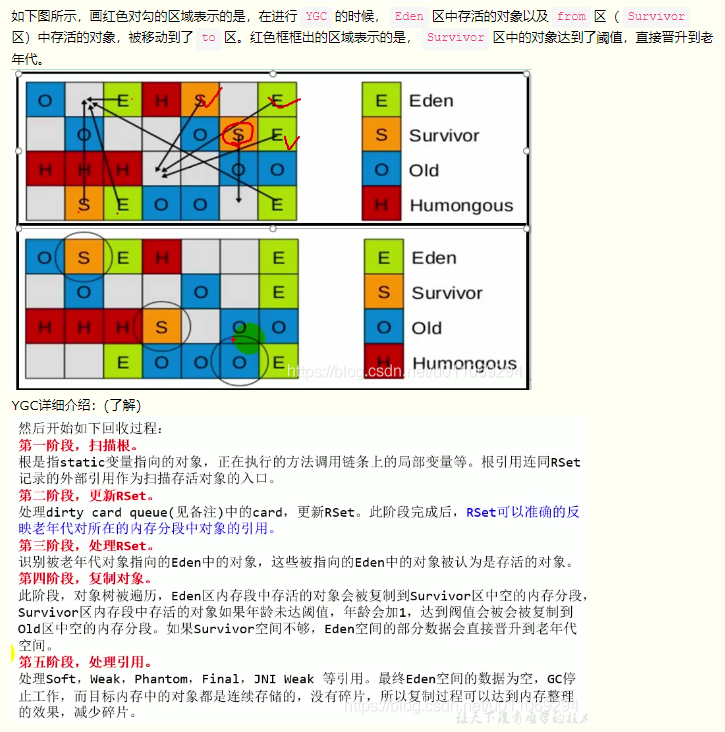 如下图所示，画红色对勾的区域表示的是，在进行 YGC 的时候， Eden 区中存活的对象以及 from 区（ Survivor
区）中存活的对象，被移动到了 to 区。红色框框出的区域表示的是， Survivor 区中的对象达到了阈值，直接晋升到老
年代。
O E H S E E Eden
O O S E S Survivor
H H H O O O Old
S E O O E H Humongous
O S E H E E Eden
O O E S Survivor
H H H S O O O Old
E O O O E H Humongous
YGC详细介绍：(了解)
然后开始如下回收过程：
第一阶段，扫描根。
根是指static变量指向的对象，正在执行的方法调用链条上的局部变量等。根引用连同RSet
记录的外部引用作为扫描存活对象的入口。
第二阶段，更新RSet。
处理dirty card queue(见备注)中的card，更新RSet。此阶段完成后，RSet可以准确的反
映老年代对所在的内存分段中对象的引用。
第三阶段，处理RSet。
识别被老年代对象指向的Eden中的对象，这些被指向的Eden中的对象被认为是存活的对象。
第四阶段，复制对象。
此阶段，对象树被遍历，Eden区内存段中存活的对象会被复制到Survivor区中空的内存分段，
Survivor区内存段中存活的对象如果年龄未达阈值，年龄会加1，达到阀值会被会被复制到
Old区中空的内存分段。如果Survivor空间不够，Eden空间的部分数据会直接晋升到老年代
空间。
第五阶段，处理引用。
处理Soft，Weak，Phantom，Final，JNI Weak 等引用。最终Eden空间的数据为空，GC停
止工作，而目标内存中的对象都是连续存储的，没有碎片，所以复制过程可以达到内存整理
的效果，减少碎片。